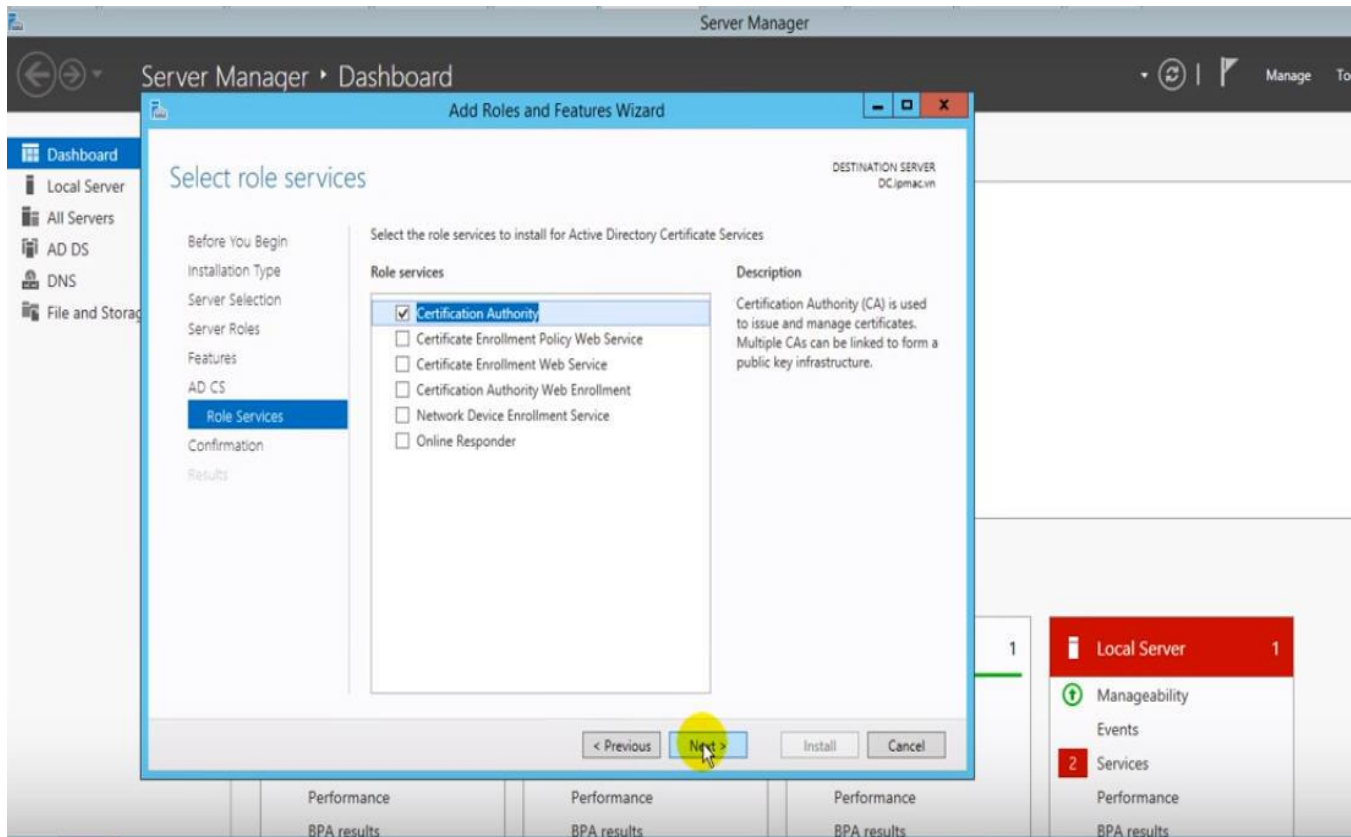 Server Manager
Server Manager • Dashboard
Manage
To
Add Roles and Features Wizard
Dashboard
Local Server
All Servers
AD DS
DNS
File and Storag
Select role services
DESTINATION SERVER
DC.ipmac.vn
Before You Begin
Installation Type
Server Selection
Server Roles
Features
AD CS
Role Services
Confirmation
Results
Select the role services to install for Active Directory Certificate Services
Role services
Certification Authority
Certificate Enrollment Policy Web Service
Certificate Enrollment Web Service
Certification Authority Web Enrollment
Network Device Enrollment Service
Online Responder
Description
Certification Authority (CA) is used
to issue and manage certificates.
Multiple CAs can be linked to form a
public key infrastructure.
< Previous
Next >
Install
Cancel
1
Local Server 1
Manageability
Events
2 Services
Performance
BPA results
Performance
BPA results
Performance
BPA results
Performance
BPA results